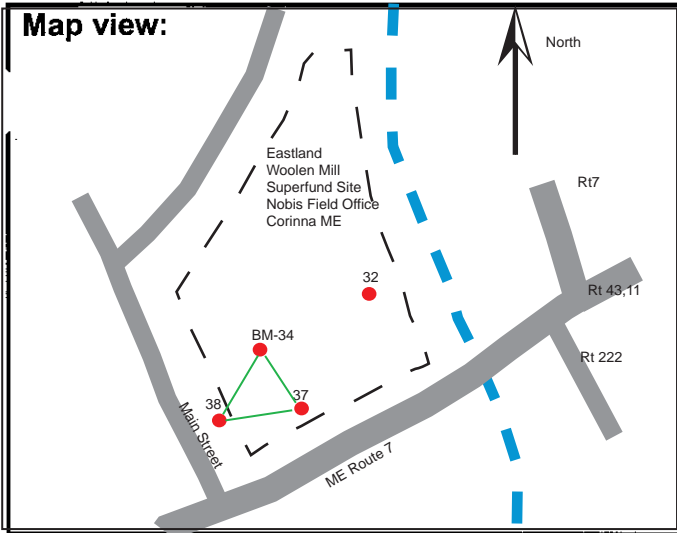 Map view:
North
Eastland
Woolen Mill
Superfund Site
Nobis Field Office
Corinna ME
Rt7
32
Rt 43,11
BM-34
Rt 222
37
38
Main Street
ME Route 7